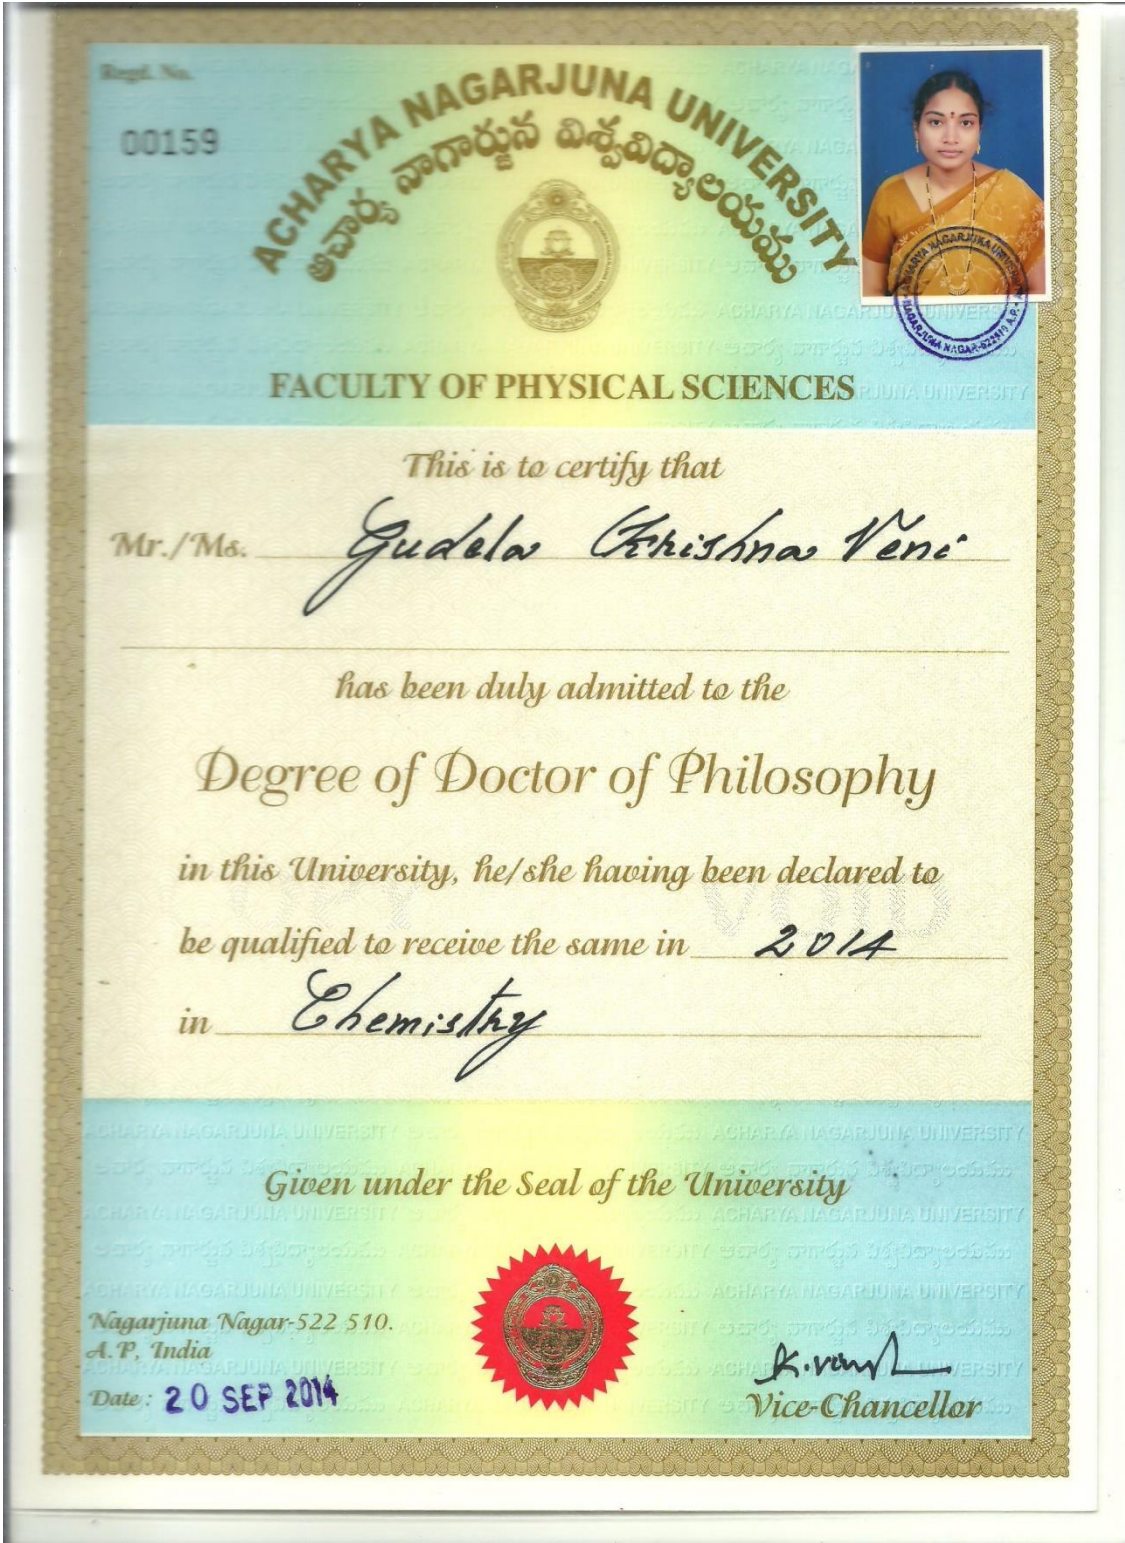 Regd. No.
00159
ACHARYA NAGARJUNA UNIVERSITY
ఆచార్య నాగార్జున విశ్వవిద్యాలయము
FACULTY OF PHYSICAL SCIENCES
This is to certify that
Mr./Ms. Gudela Krishna Veni
has been duly admitted to the
Degree of Doctor of Philosophy
in this University, he/she having been declared to
be qualified to receive the same in 2014
in Chemistry
Given under the Seal of the University
Nagarjuna Nagar-522 510.
A.P, India
Date: 20 SEP 2014
Vice-Chancellor